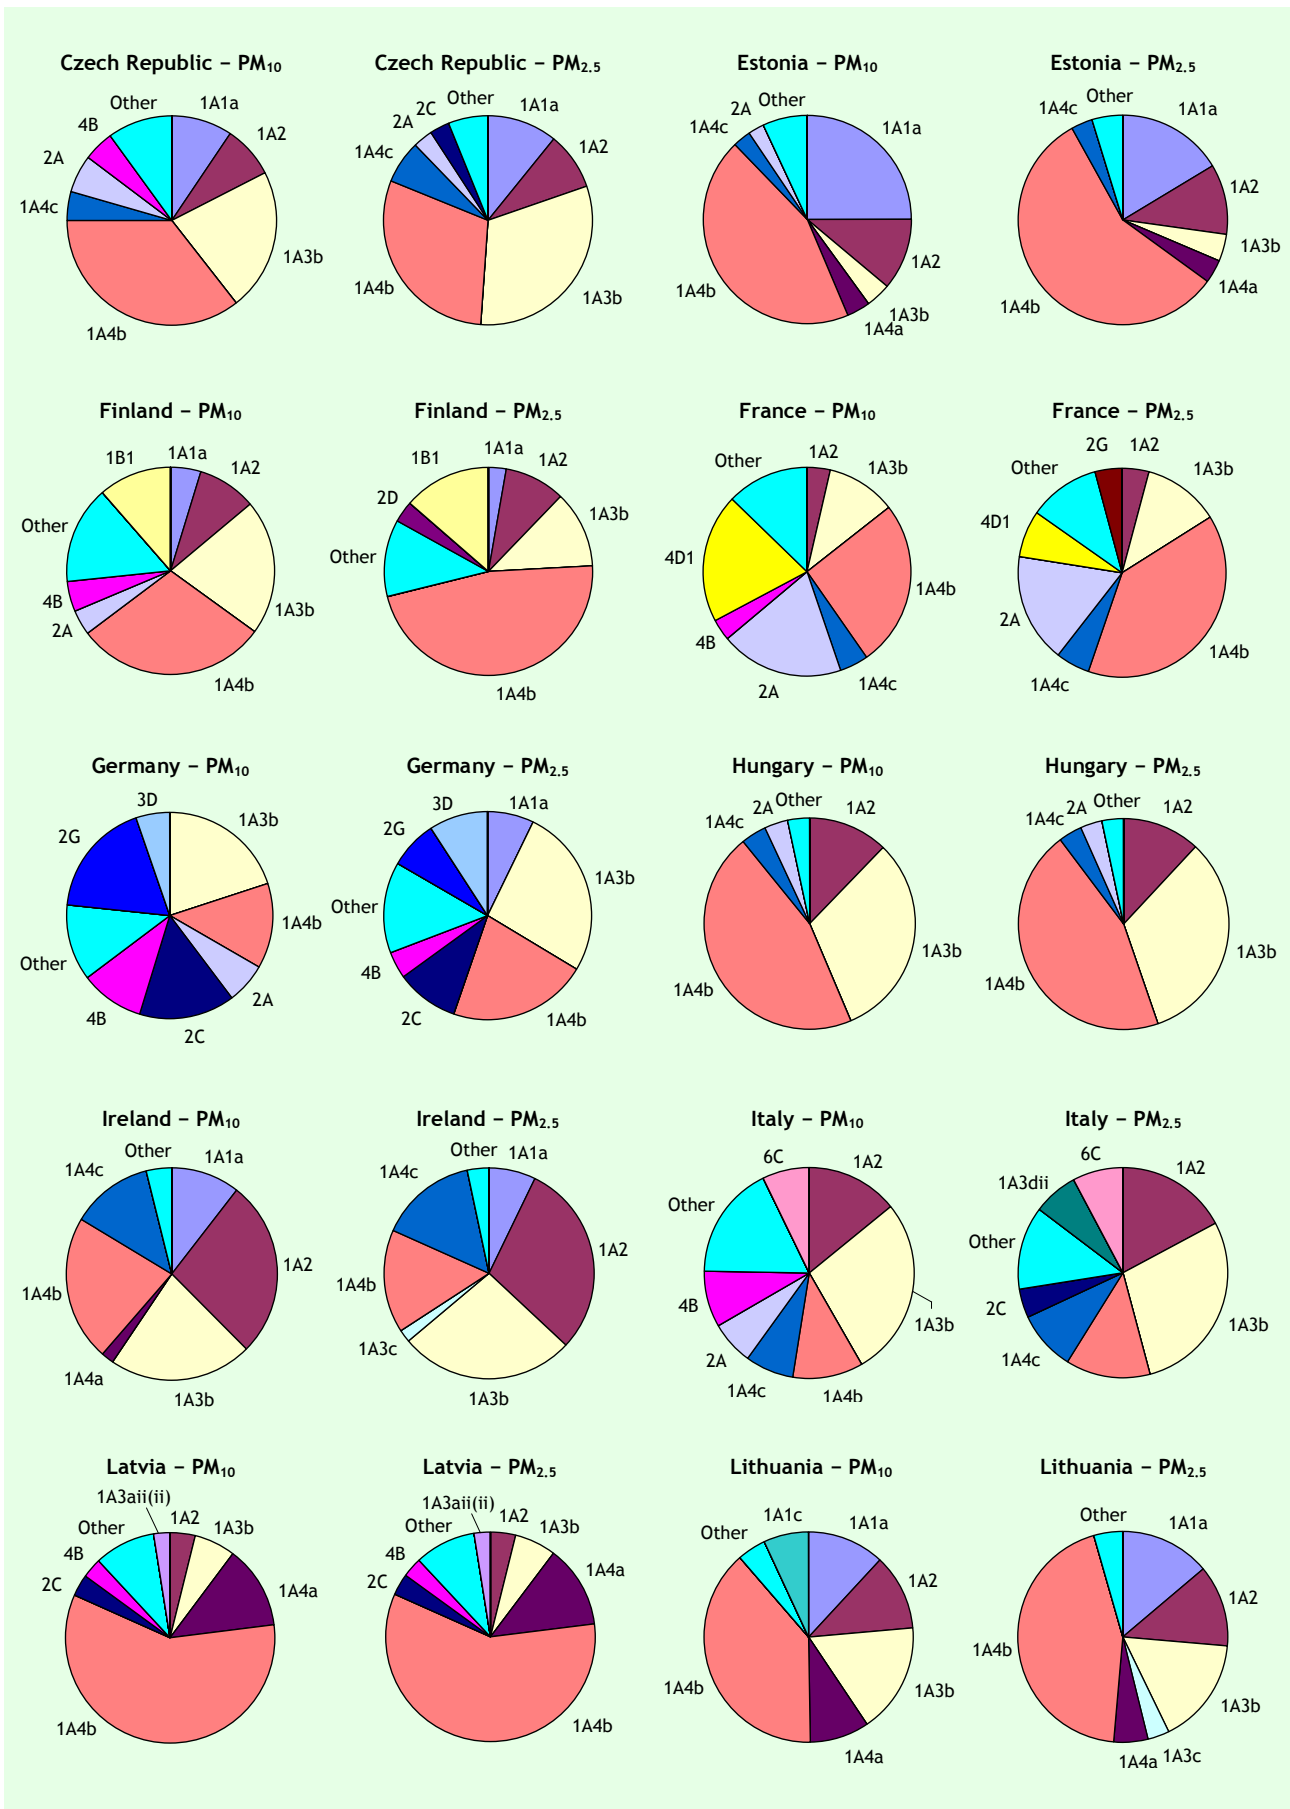 Czech Republic – PM10
Other
1A1a
4B
1A2
2A
1A4c
1A3b
1A4b
Czech Republic – PM2.5
2C
Other
1A1a
2A
1A2
1A4c
1A4b
1A3b
Estonia – PM10
2A
Other
1A4c
1A1a
1A2
1A4b
1A3b
1A4a
Estonia – PM2.5
1A4c
Other
1A1a
1A2
1A3b
1A4a
1A4b
Finland – PM10
1B1
1A1a
1A2
Other
4B
1A3b
2A
1A4b
Finland – PM2.5
1B1
1A1a
1A2
2D
1A3b
Other
1A4b
France – PM10
Other
1A2
1A3b
4D1
1A4b
4B
2A
1A4c
France – PM2.5
2G
1A2
Other
1A3b
4D1
2A
1A4b
1A4c
Germany – PM10
3D
1A3b
2G
1A4b
Other
2A
4B
2C
Germany – PM2.5
3D
1A1a
2G
1A3b
Other
4B
2C
1A4b
Hungary – PM10
2A
Other
1A2
1A4c
1A3b
1A4b
Hungary – PM2.5
1A4c
2A
Other
1A2
1A3b
1A4b
Ireland – PM10
Other
1A1a
1A4c
1A2
1A4b
1A4a
1A3b
Ireland – PM2.5
Other
1A1a
1A4c
1A2
1A4b
1A3c
1A3b
Italy – PM10
6C
1A2
Other
4B
1A3b
2A
1A4c
1A4b
Italy – PM2.5
6C
1A2
1A3dii
Other
2C
1A3b
1A4c
Latvia – PM10
1A3aii(ii)
1A2
Other
1A3b
4B
2C
1A4a
1A4b
Latvia – PM2.5
1A3aii(ii)
1A2
Other
1A3b
4B
1A4a
2C
1A4b
Lithuania – PM10
1A1c
1A1a
Other
1A2
1A4b
1A3b
1A4a
Lithuania – PM2.5
Other
1A1a
1A2
1A4b
1A3b
1A4a
1A3c